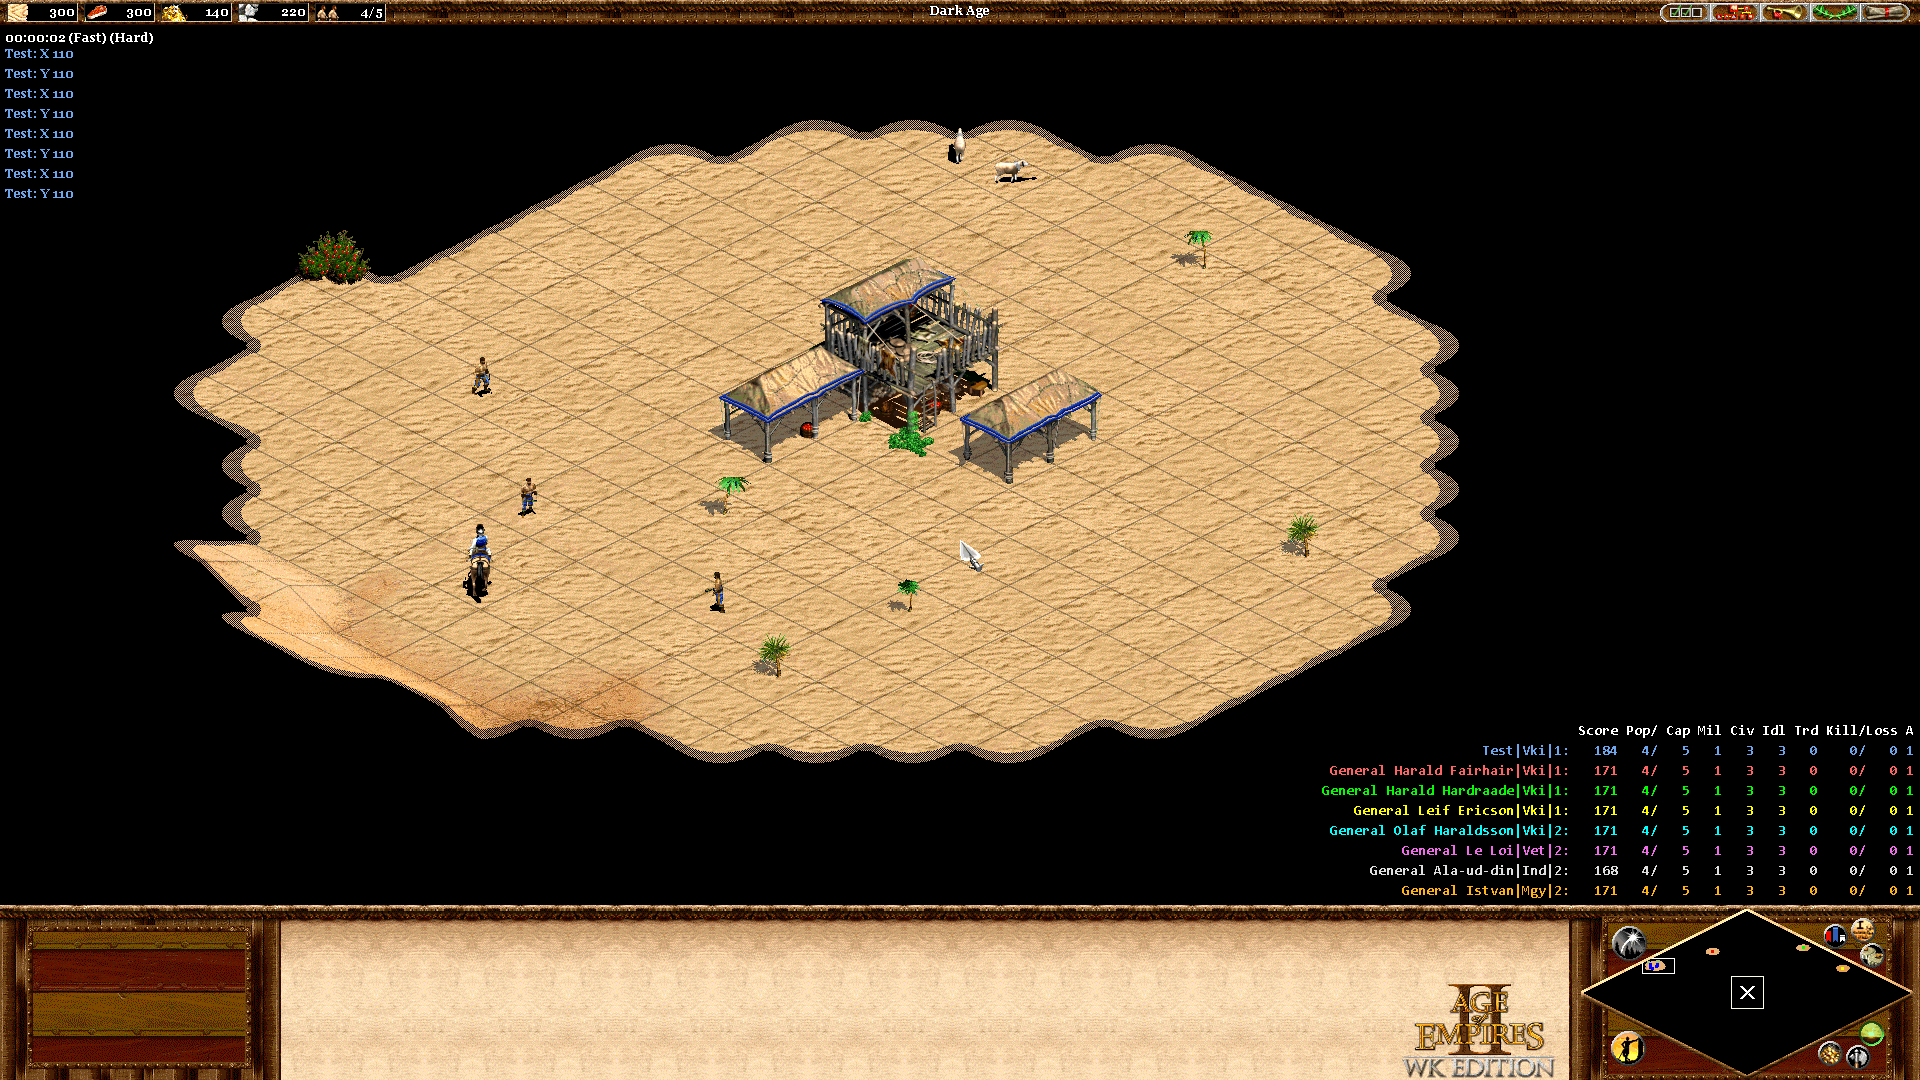 300 300 140 220 4/5
Dark Age
00:00:02 (Fast) (Hard)
Test: X 110
Test: Y 110
Test: X 110
Test: Y 110
Test: X 110
Test: Y 110
Test: X 110
Test: Y 110
Score Pop/ Cap Mil Civ Idl Trd Kill/Loss A
Test|Vki|1: 184 4/ 5 1 3 3 0 0/ 0 1
General Harald Fairhair|Vki|1: 171 4/ 5 1 3 3 0 0/ 0 1
General Harald Hardraade|Vki|1: 171 4/ 5 1 3 3 0 0/ 0 1
General Leif Ericson|Vki|1: 171 4/ 5 1 3 3 0 0/ 0 1
General Olaf Haraldsson|Vki|2: 171 4/ 5 1 3 3 0 0/ 0 1
General Le Loi|Vet|2: 171 4/ 5 1 3 3 0 0/ 0 1
General Ala-ud-din|Ind|2: 168 4/ 5 1 3 3 0 0/ 0 1
General Istvan|Mgy|2: 171 4/ 5 1 3 3 0 0/ 0 1
AGE
of
EMPIRES
II
WK EDITION